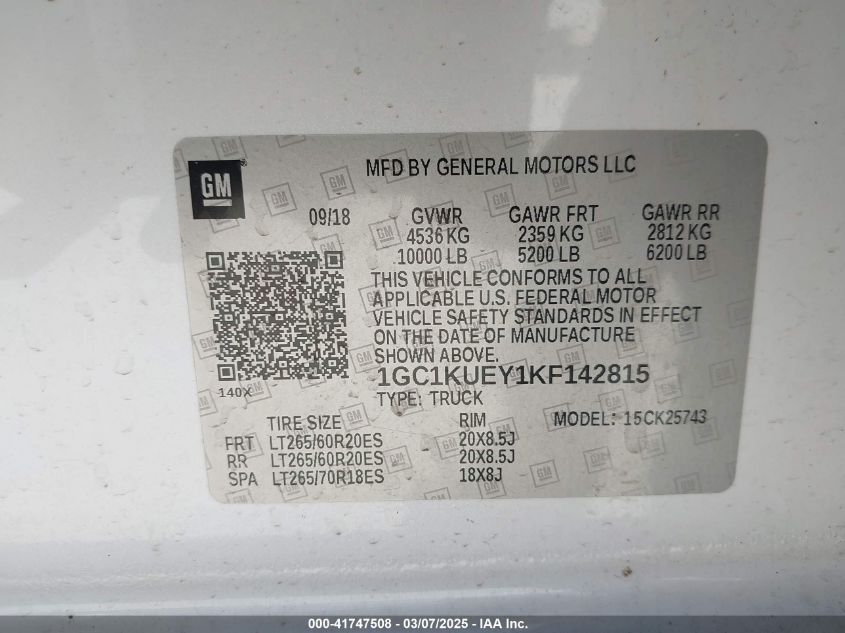 GM
MFD BY GENERAL MOTORS LLC
09/18 GVWR GAWR FRT GAWR RR
4536 KG 2359 KG 2812 KG
10000 LB 5200 LB 6200 LB
THIS VEHICLE CONFORMS TO ALL
APPLICABLE U.S. FEDERAL MOTOR
VEHICLE SAFETY STANDARDS IN EFFECT
ON THE DATE OF MANUFACTURE
SHOWN ABOVE.
140X
1GC1KUEY1KF142815
TYPE: TRUCK
MODEL: 15CK25743
TIRE SIZE RIM
FRT LT265/60R20ES 20X8.5J
RR LT265/60R20ES 20X8.5J
SPA LT265/70R18ES 18X8J
000-41747508 - 03/07/2025 - IAA Inc.